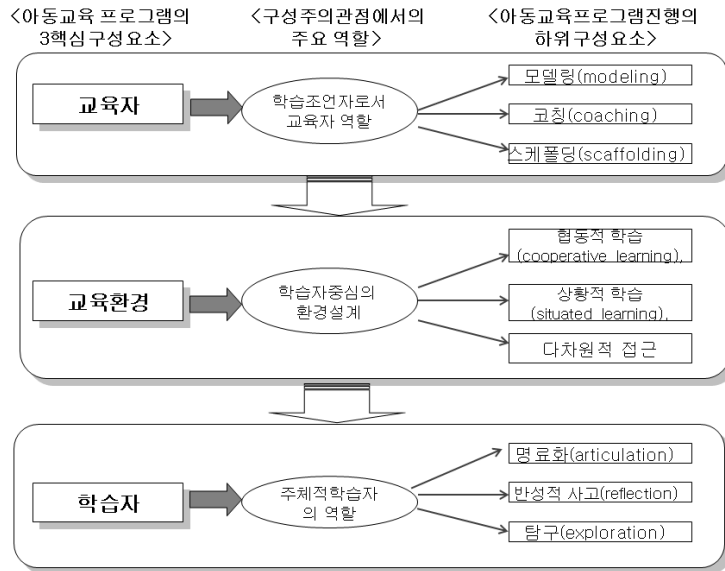 <아동교육 프로그램의
3핵심 구성 요소>
<구성주의관점에서의
주요 역할>
<아동교육프로그램진행의
하위 구성 요소>
교육자
학습조언자로서
교육자 역할
모델링(modeling)
코칭(coaching)
스케폴딩(scaffolding)
교육환경
학습자중심의
환경설계
협동적 학습
(cooperative learning),
상황적 학습
(situated learning),
다차원적 접근
학습자
주체적학습자
의 역할
명료화(articulation)
반성적 사고(reflection)
탐구(exploration)